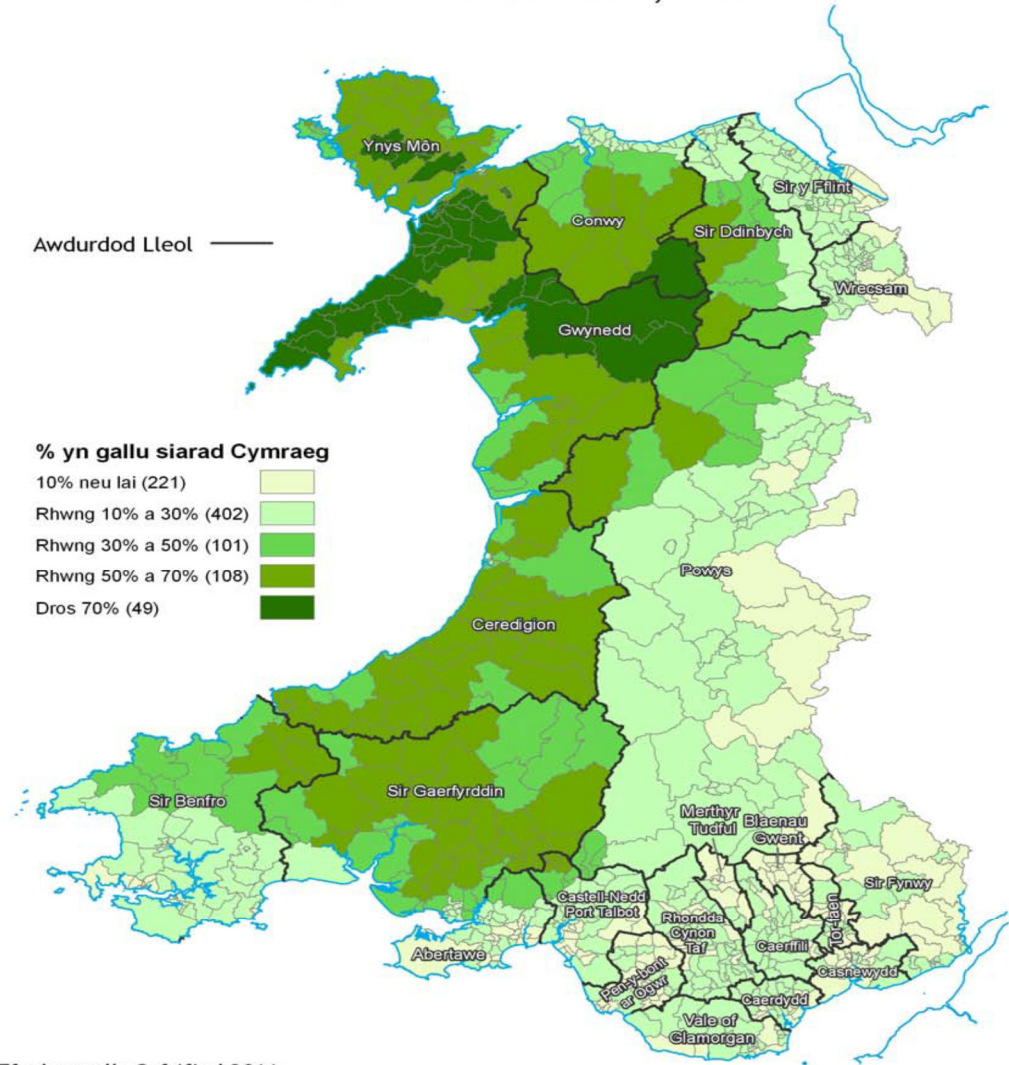 Ynys Môn
Sir y Fflint
Conwy
Sir Ddinbych
Awdurdod Lleol
Wrecsam
Gwynedd
% yn gallu siarad Cymraeg
10% neu lai (221)
Rhwng 10% a 30% (402)
Rhwng 30% a 50% (101)
Rhwng 50% a 70% (108)
Dros 70% (49)
Powys
Ceredigion
Sir Gaerfyrddin
Sir Benfro
Merthyr
Tudful
Blaenau
Gwent
Sir Fynwy
Castell-Nedd
Port Talbot
Rhondda
Cynon
Taf
Tor-faen
Caerffili
Abertawe
Casnewydd
Pen-y-bont
ar Ogwr
Caerdydd
Vale of
Glamorgan